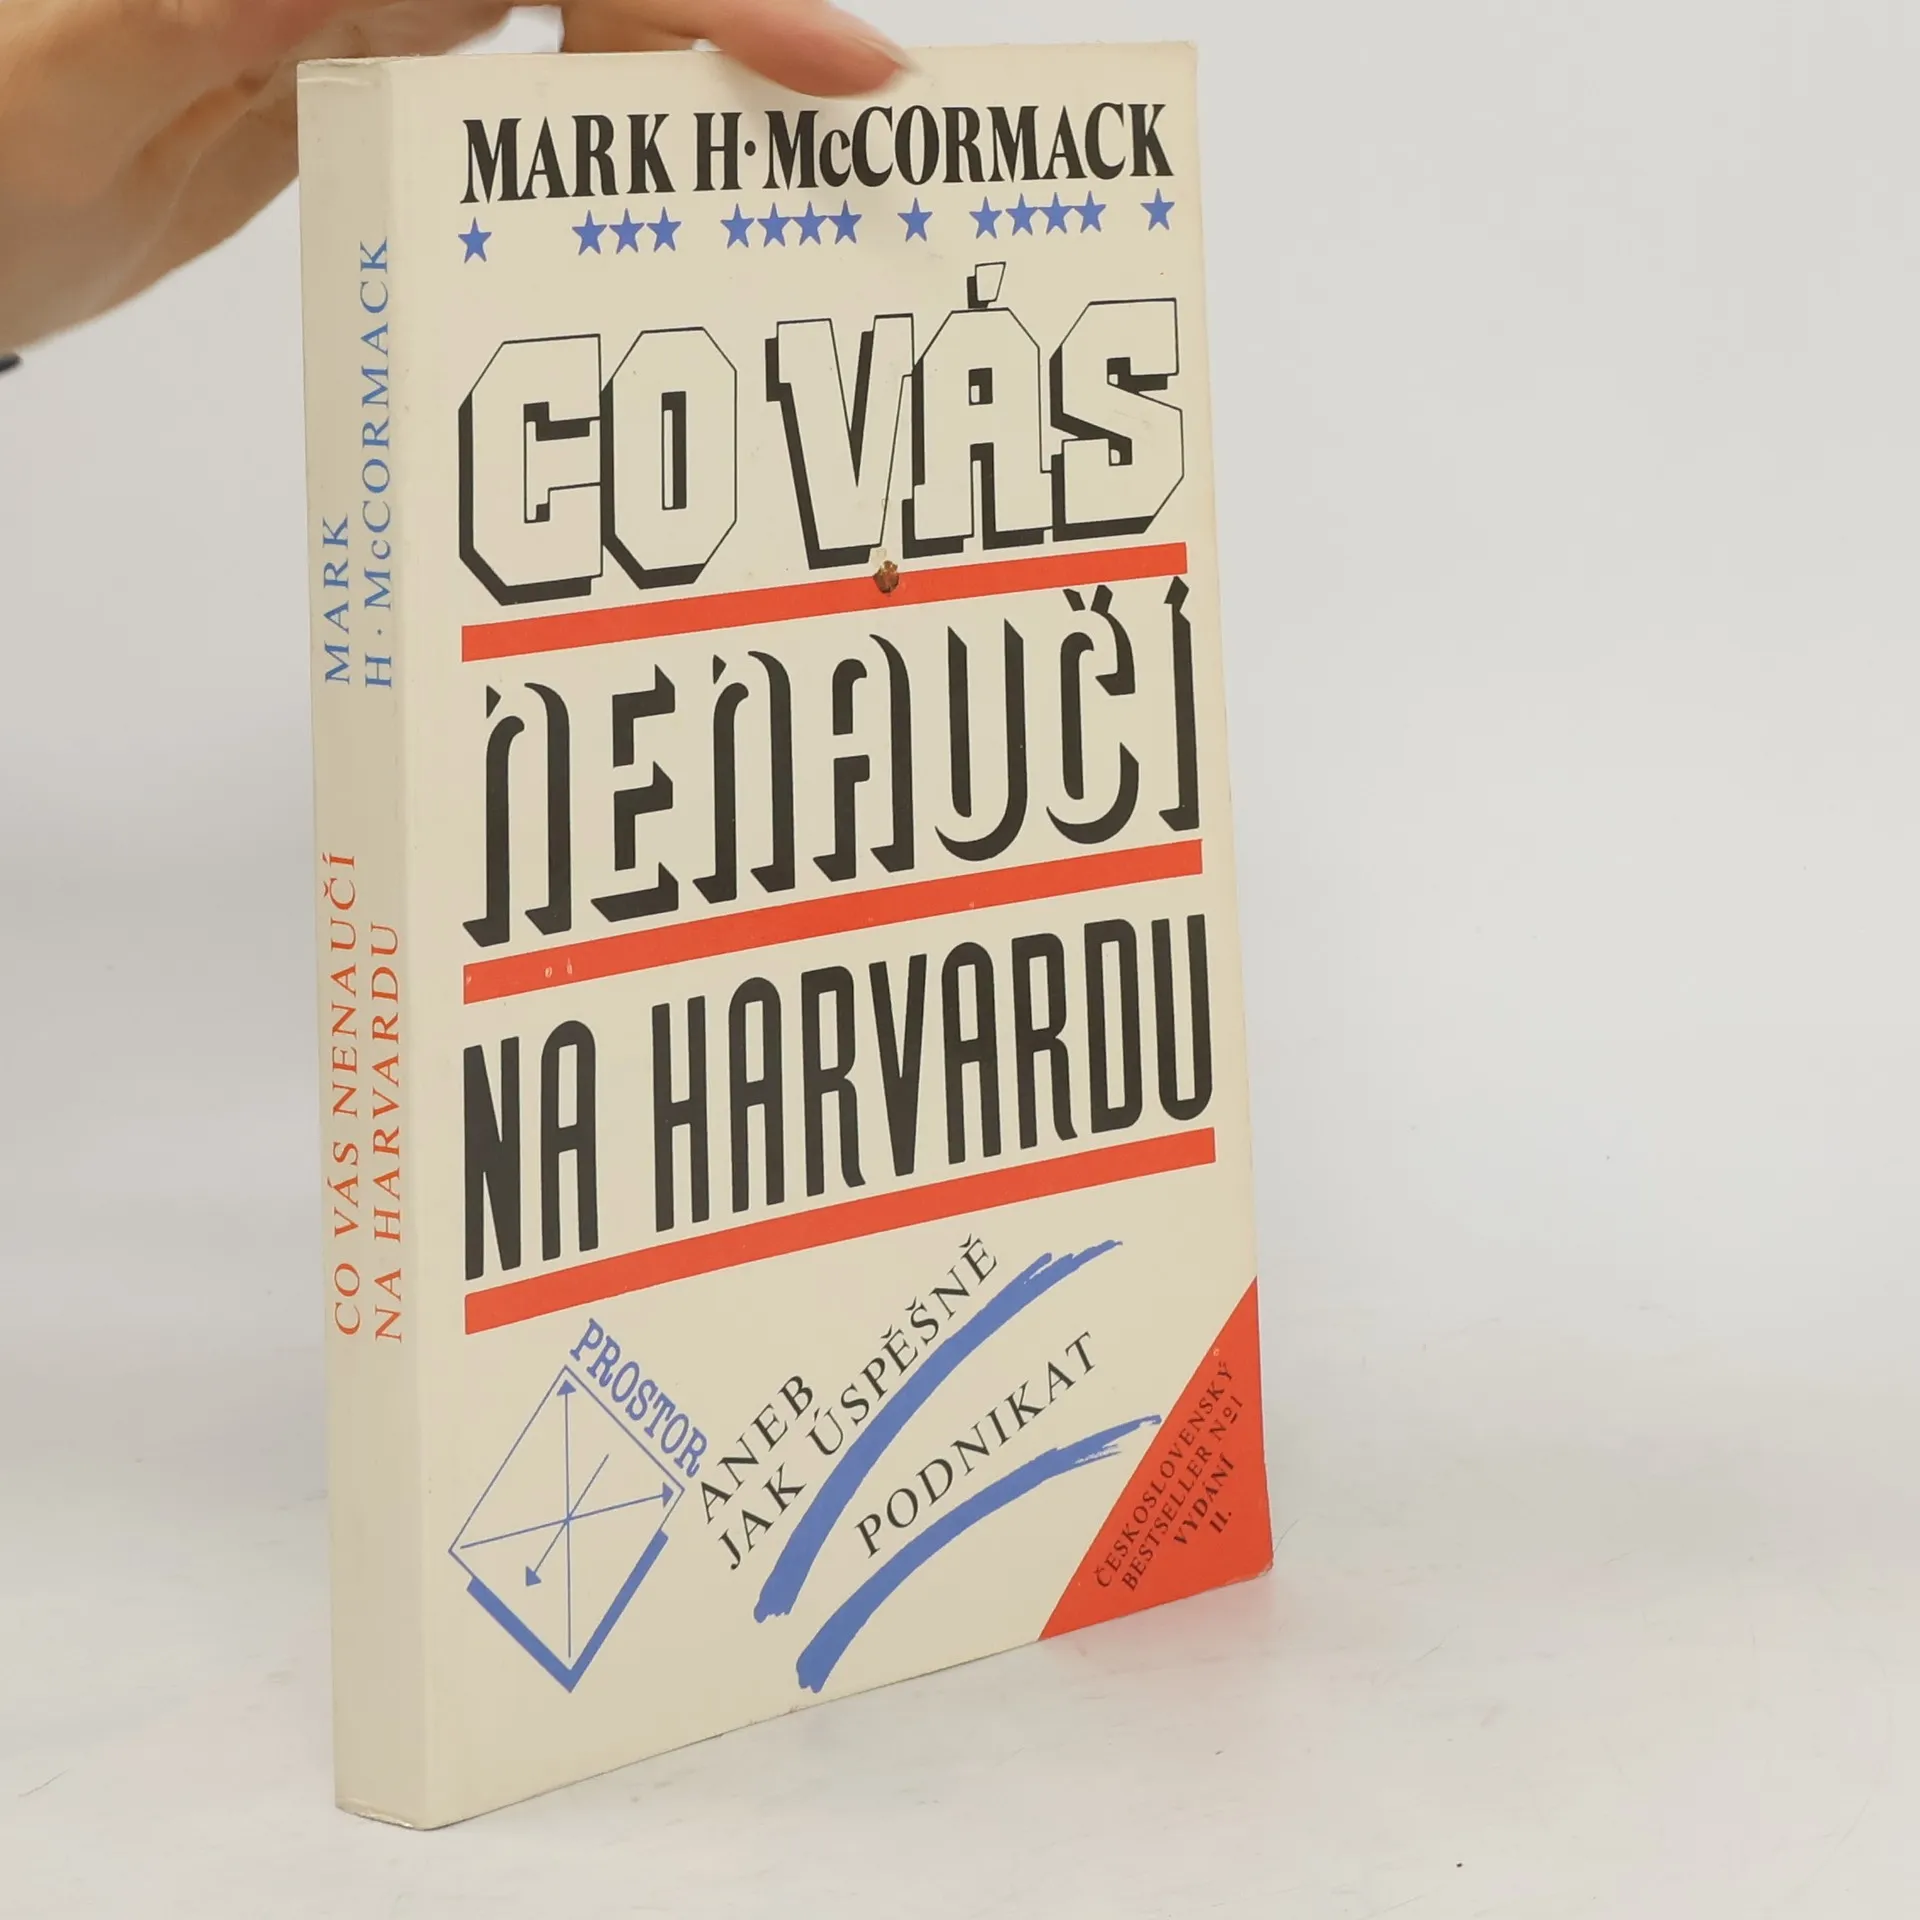 MARK H·McCORMACK
CO VÁS
NENAUČÍ
NA HARVARDU
PROSTOR
ANEB
JAK ÚSPĚŠNĚ
PODNIKAT
ČESKOSLOVENSKÝ
BESTSELLER No1
VYDÁNÍ
II.
MARK
H·McCORMACK
CO VÁS NENAUČÍ
NA HARVARDU